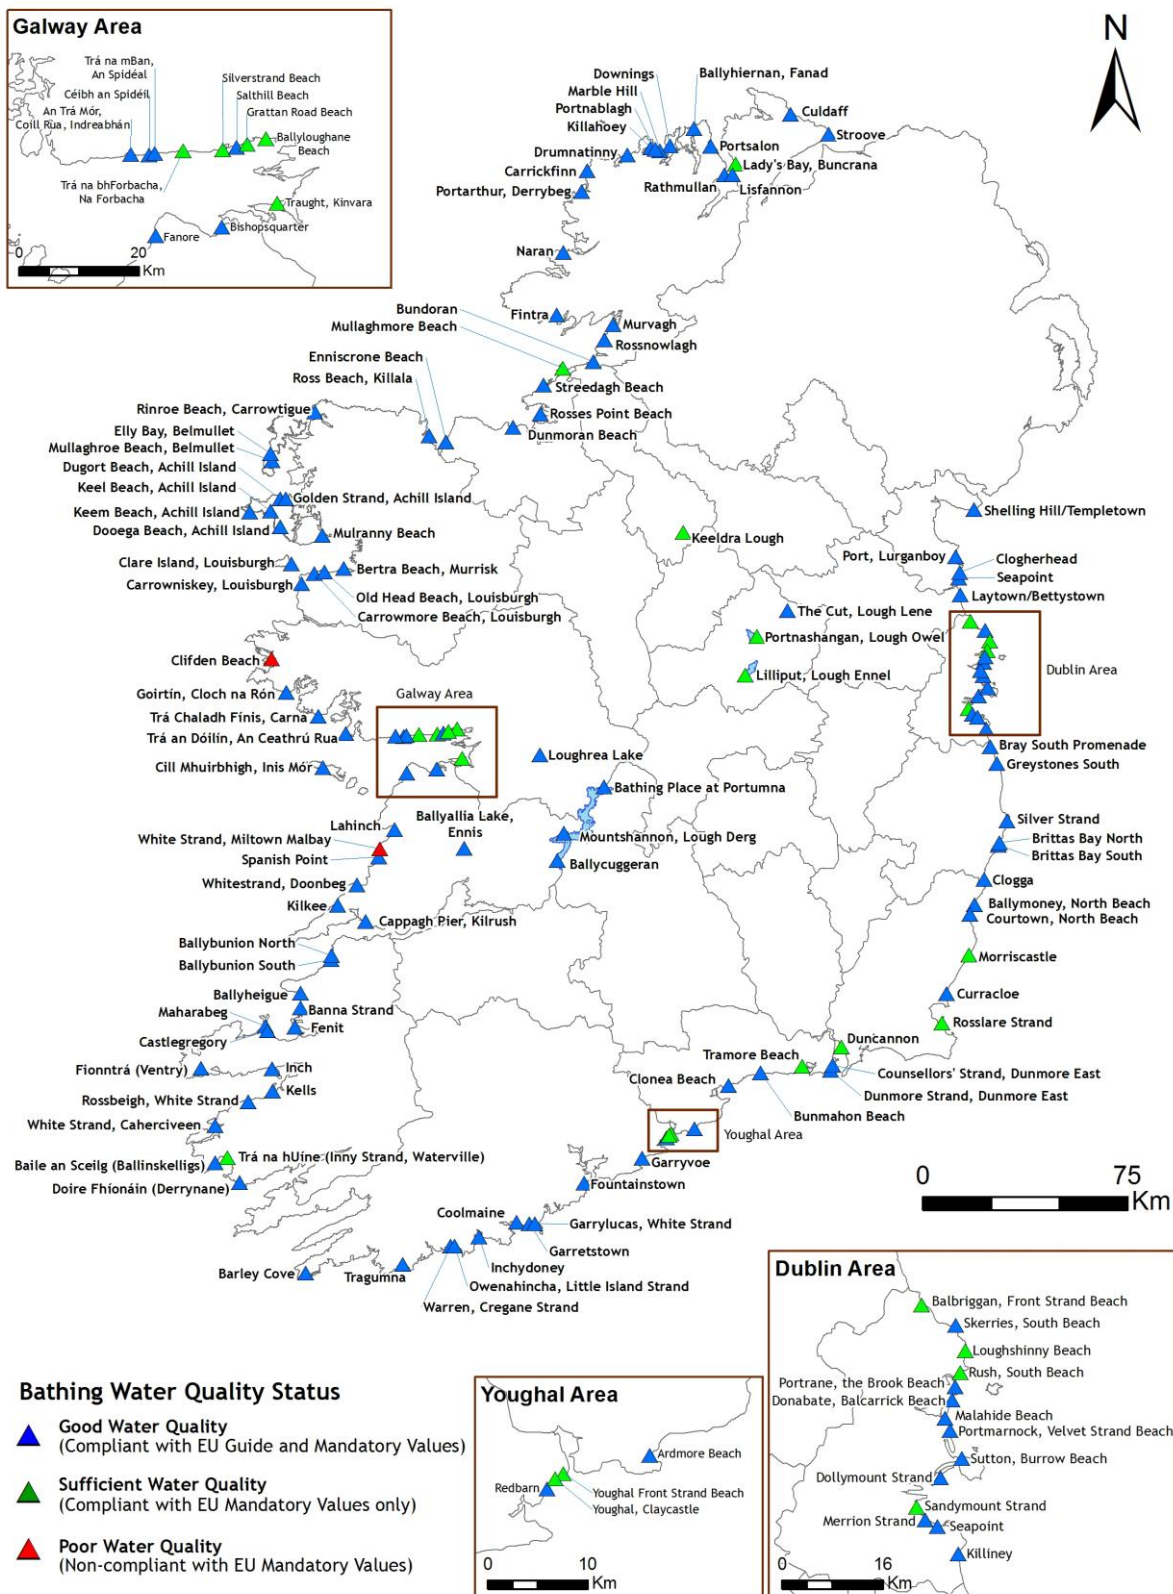 Galway Area
Trá na mBan,
An Spidéal
Céibh an Spidéil
An Trá Mór,
Coill Rua, Indreabhán
Silverstrand Beach
Salthill Beach
Grattan Road Beach
Ballyloughane
Beach
Trá na bhForbacha,
Na Forbacha
Traught, Kinvara
Bishopsquarter
Fanore
0 20
Km
N
Downings
Marble Hill
Portnablagh
Killahoey
Drumnatinny
Carrickfinn
Portarthur, Derrybeg
Ballyhiernan, Fanad
Culdaff
Stroove
Portsalon
Lady's Bay, Buncrana
Rathmullan
Lisfannon
Naran
Fintra
Murvagh
Rossnowlagh
Bundoran
Mullaghmore Beach
Enniscrone Beach
Ross Beach, Killala
Streedagh Beach
Rosses Point Beach
Dunmoran Beach
Rinroe Beach, Carrowtigue
Elly Bay, Belmullet
Mullaghroe Beach, Belmullet
Dugort Beach, Achill Island
Keel Beach, Achill Island
Golden Strand, Achill Island
Keem Beach, Achill Island
Dooega Beach, Achill Island
Mulranny Beach
Clare Island, Louisburgh
Bertra Beach, Murrisk
Carrowniskey, Louisburgh
Old Head Beach, Louisburgh
Carrowmore Beach, Louisburgh
Keeldra Lough
Shelling Hill/Templetown
Port, Lurganboy
Clogherhead
Seapoint
Laytown/Bettystown
The Cut, Lough Lene
Portnashangan, Lough Owel
Lilliput, Lough Ennel
Dublin Area
Clifden Beach
Goirtín, Cloch na Rón
Trá Chaladh Fínis, Carna
Trá an Dóilín, An Ceathrú Rua
Cill Mhuirbhigh, Inis Mór
Galway Area
Loughrea Lake
Bathing Place at Portumna
Bray South Promenade
Greystones South
Lahinch
White Strand, Miltown Malbay
Spanish Point
Ballyallia Lake,
Ennis
Mountshannon, Lough Derg
Ballycuggeran
Whitestrand, Doonbeg
Kilkee
Cappagh Pier, Kilrush
Silver Strand
Brittas Bay North
Brittas Bay South
Clogga
Ballymoney, North Beach
Courtown, North Beach
Morriscastle
Curracloe
Rosslare Strand
Ballybunion North
Ballybunion South
Ballyheigue
Banna Strand
Maharabeg
Fenit
Castlegregory
Fionntrá (Ventry)
Inch
Kells
Rossbeigh, White Strand
White Strand, Caherciveen
Trá na hUíne (Inny Strand, Waterville)
Baile an Sceilg (Ballinskelligs)
Doire Fhíonáin (Derrynane)
Duncannon
Tramore Beach
Counsellors' Strand, Dunmore East
Clonea Beach
Dunmore Strand, Dunmore East
Bunmahon Beach
Youghal Area
Garryvoe
Fountainstown
Coolmaine
Garrylucas, White Strand
Garretstown
Inchydoney
Barley Cove
Tragumna
Owenahincha, Little Island Strand
Warren, Cregane Strand
0 75
Km
Bathing Water Quality Status
Good Water Quality
(Compliant with EU Guide and Mandatory Values)
Sufficient Water Quality
(Compliant with EU Mandatory Values only)
Poor Water Quality
(Non-compliant with EU Mandatory Values)
Youghal Area
Ardmore Beach
Redbarn
Youghal Front Strand Beach
Youghal, Claycastle
0 10
Km
Dublin Area
Balbriggan, Front Strand Beach
Skerries, South Beach
Loughshinny Beach
Rush, South Beach
Portrane, the Brook Beach
Donabate, Balcarrick Beach
Malahide Beach
Portmarnock, Velvet Strand Beach
Sutton, Burrow Beach
Dollymount Strand
Sandymount Strand
Merrion Strand
Seapoint
Killiney
0 16
Km